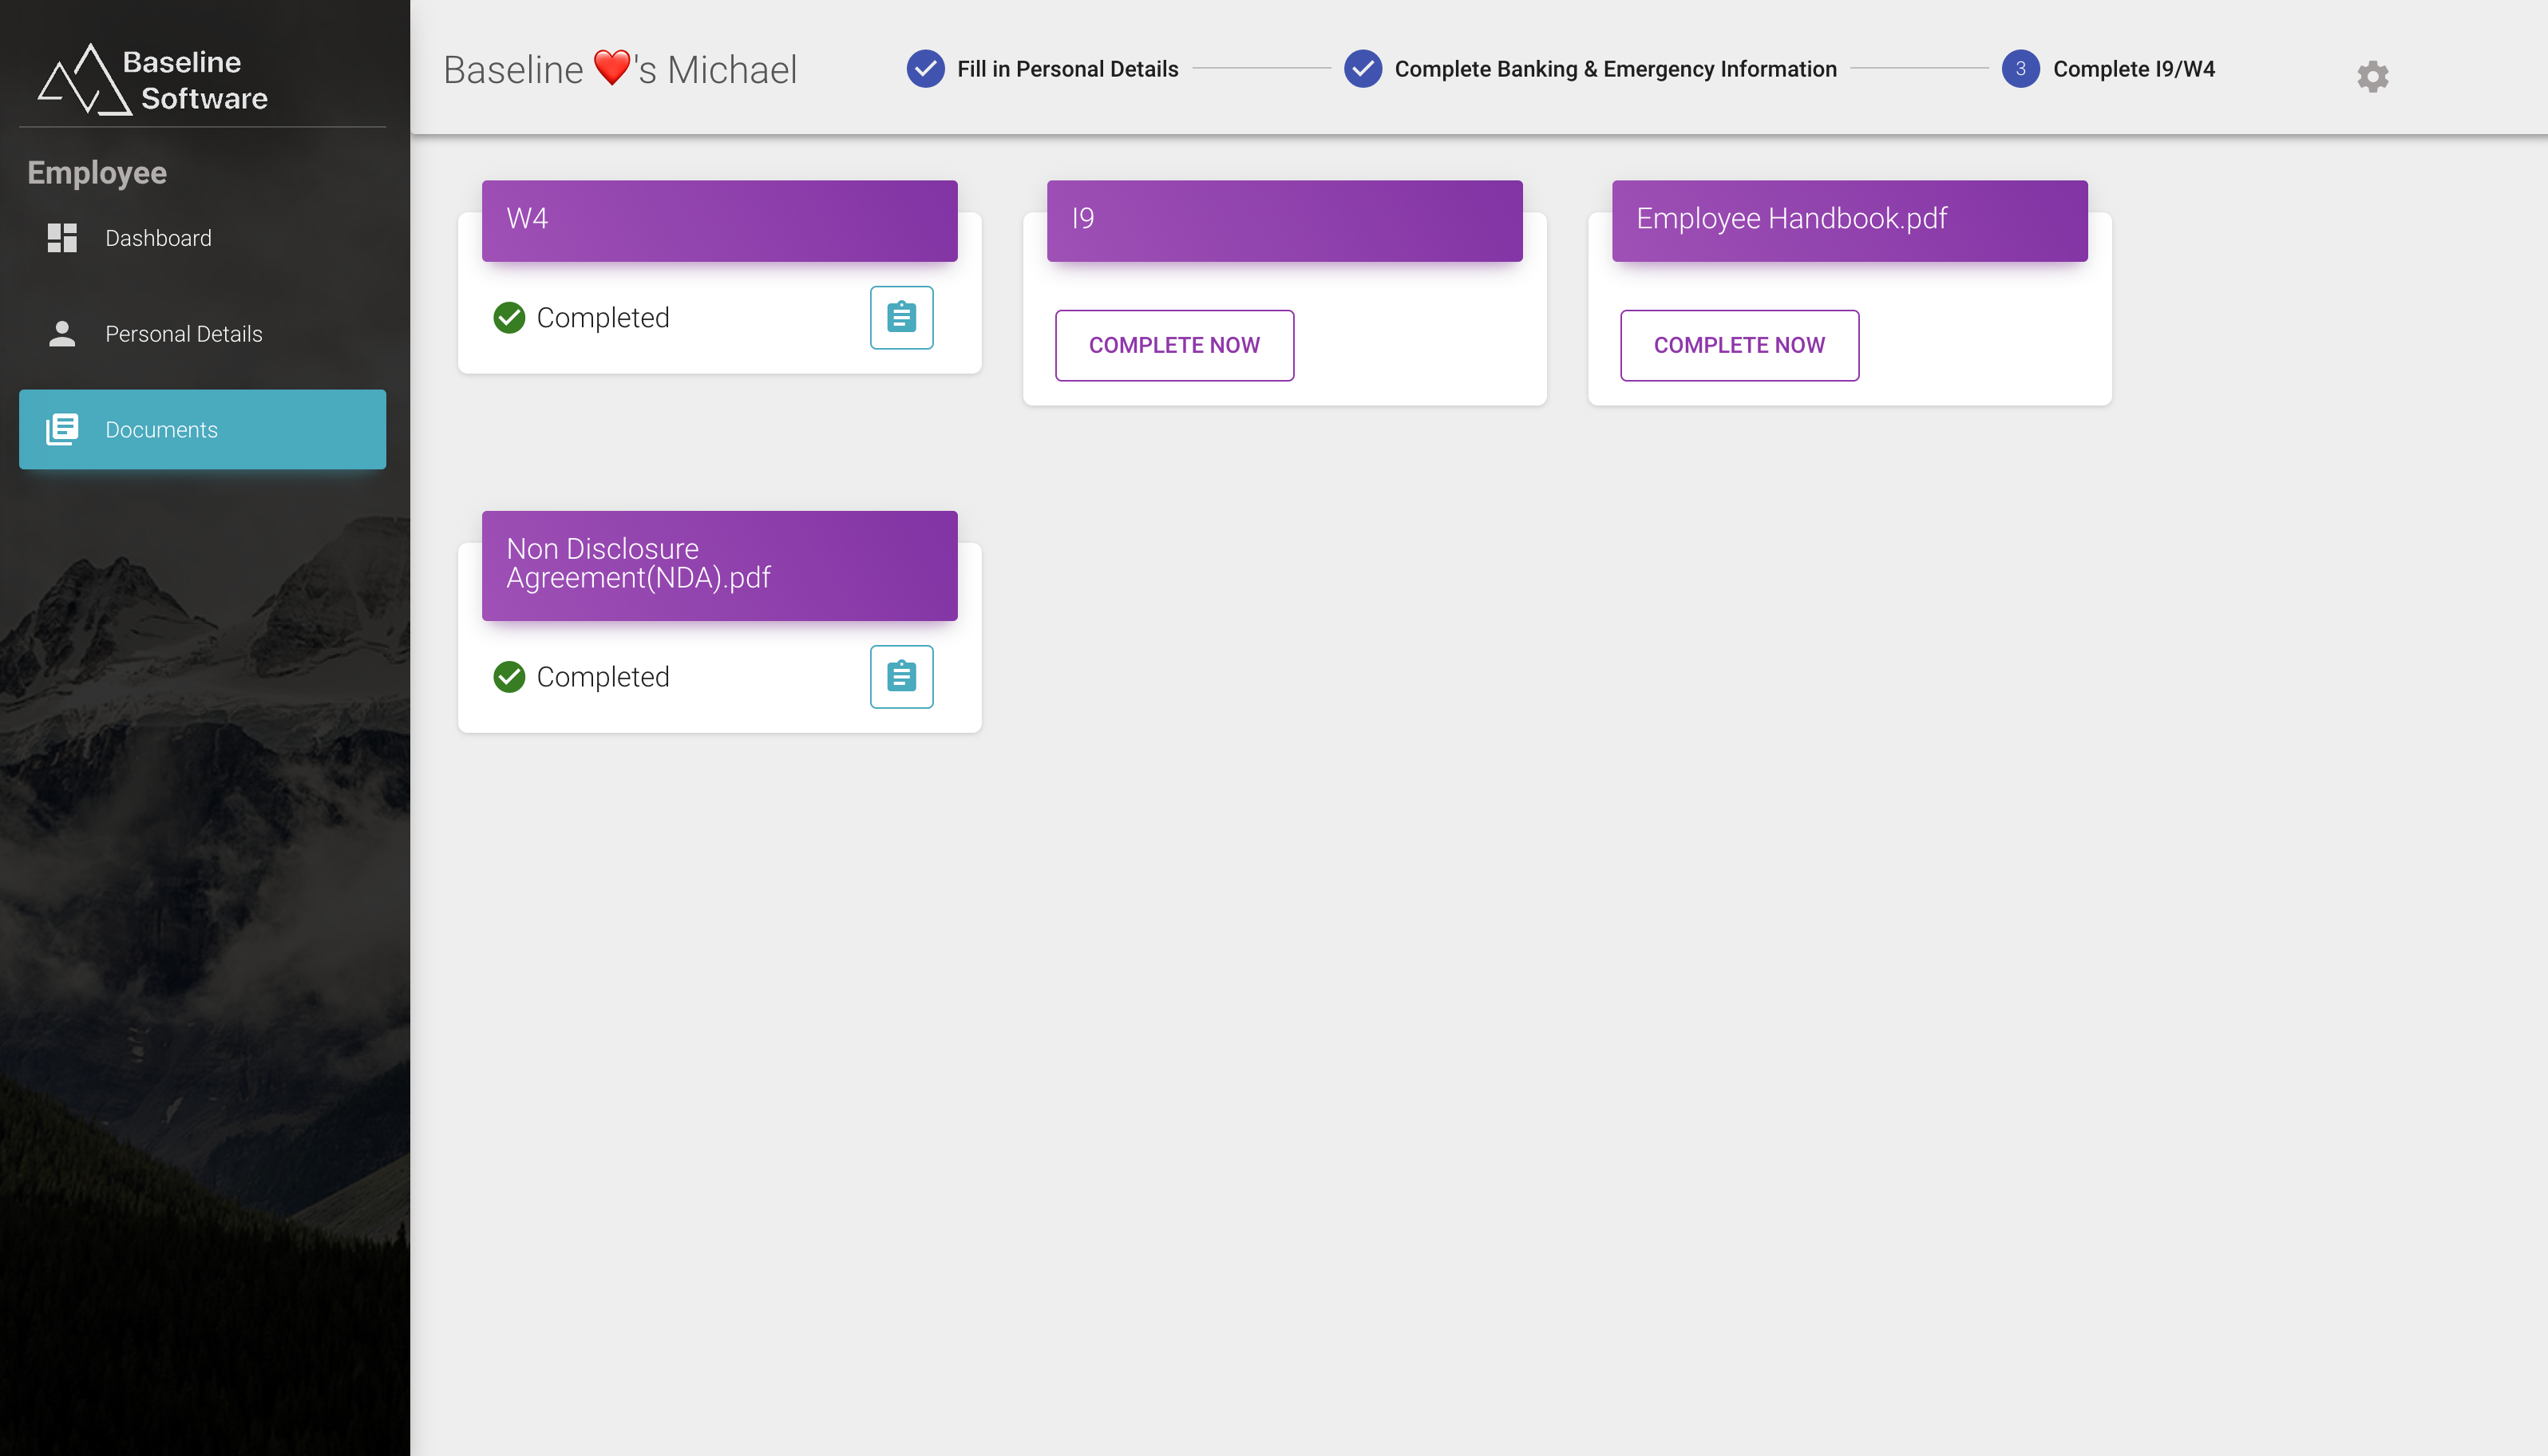 Baseline
Software
Employee
Dashboard
Personal Details
Documents
Baseline ❤️'s Michael
Fill in Personal Details
Complete Banking & Emergency Information
3 Complete I9/W4
W4
Completed
I9
COMPLETE NOW
Employee Handbook.pdf
COMPLETE NOW
Non Disclosure
Agreement(NDA).pdf
Completed